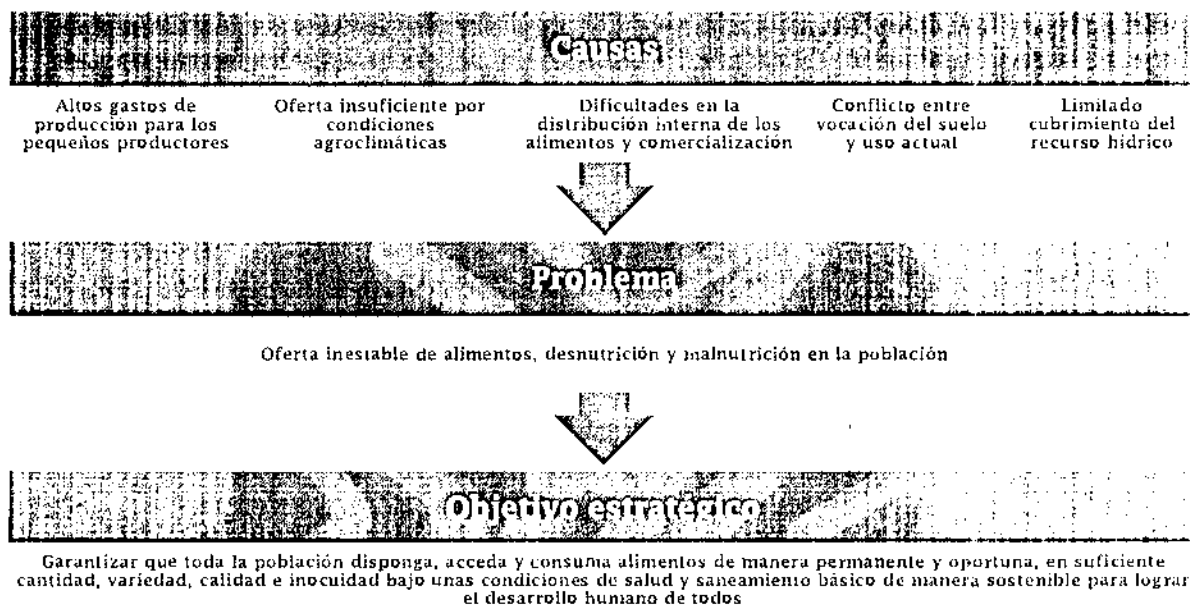 Causas
Altos gastos de
producción para los
pequeños productores
Oferta insuficiente por
condiciones
agroclimáticas
Dificultades en la
distribución interna de los
alimentos y comercialización
Conflicto entre
vocación del suelo
y uso actual
Limitado
cubrimiento del
recurso hídrico
Problema
Oferta inestable de alimentos, desnutrición y malnutrición en la población
Objetivo estratégico
Garantizar que toda la población disponga, acceda y consuma alimentos de manera permanente y oportuna, en suficiente
cantidad, variedad, calidad e inocuidad bajo unas condiciones de salud y saneamiento básico de manera sostenible para lograr
el desarrollo humano de todos